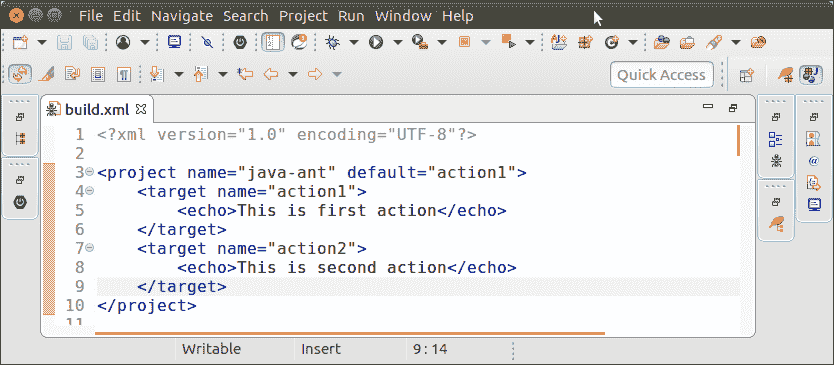 File Edit Navigate Search Project Run Window Help
Quick Access
build.xml
1 <?xml version="1.0" encoding="UTF-8"?>
2
3 <project name="java-ant" default="action1">
4     <target name="action1">
5         <echo>This is first action</echo>
6     </target>
7     <target name="action2">
8         <echo>This is second action</echo>
9     </target>
10 </project>
11
Writable Insert 9:14